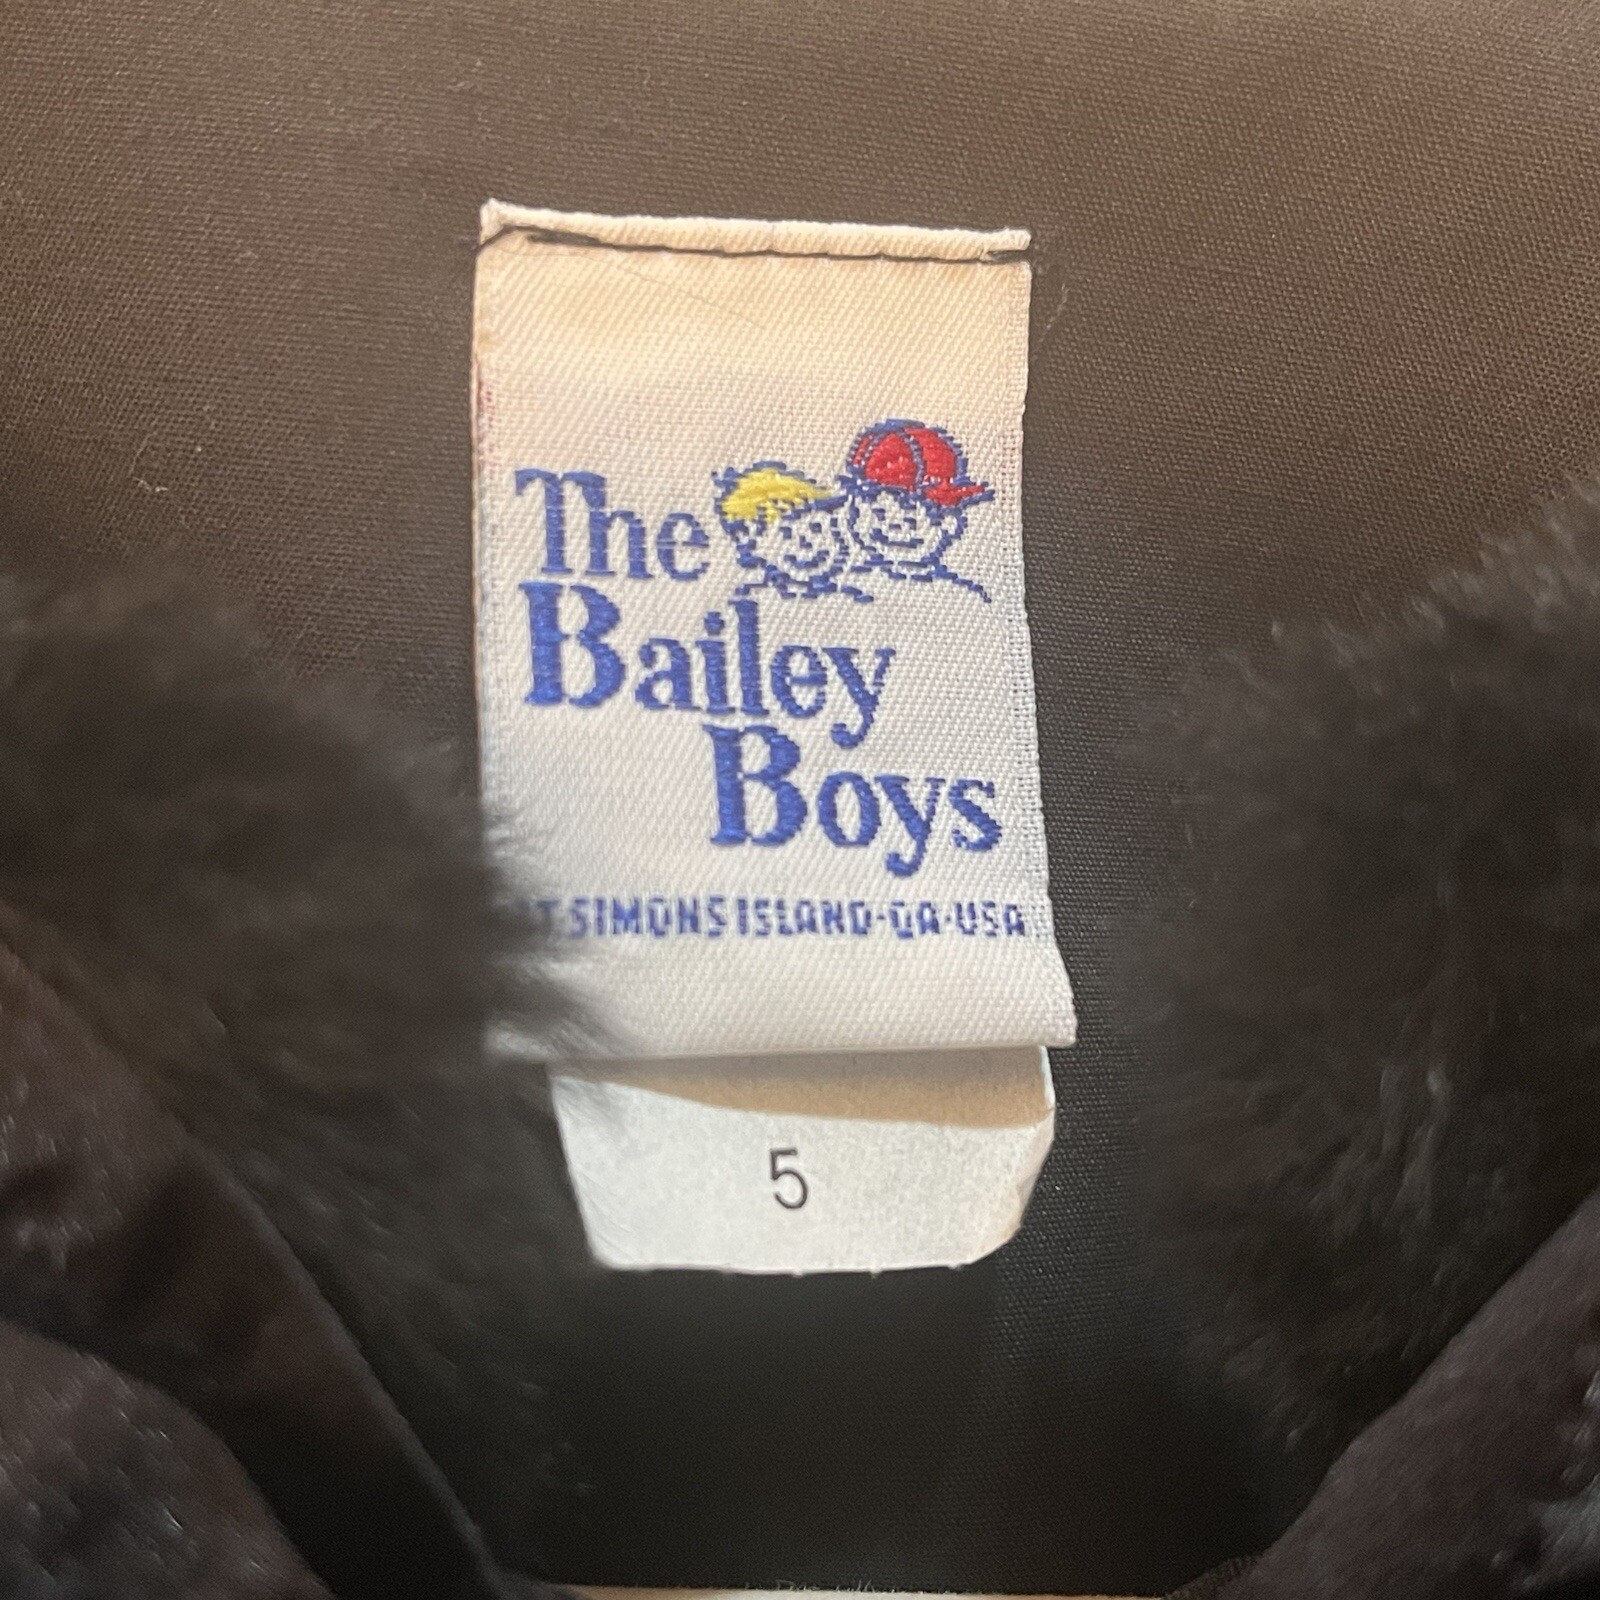 The
Bailey
Boys
T SIMONS ISLAND-GA-USA
5